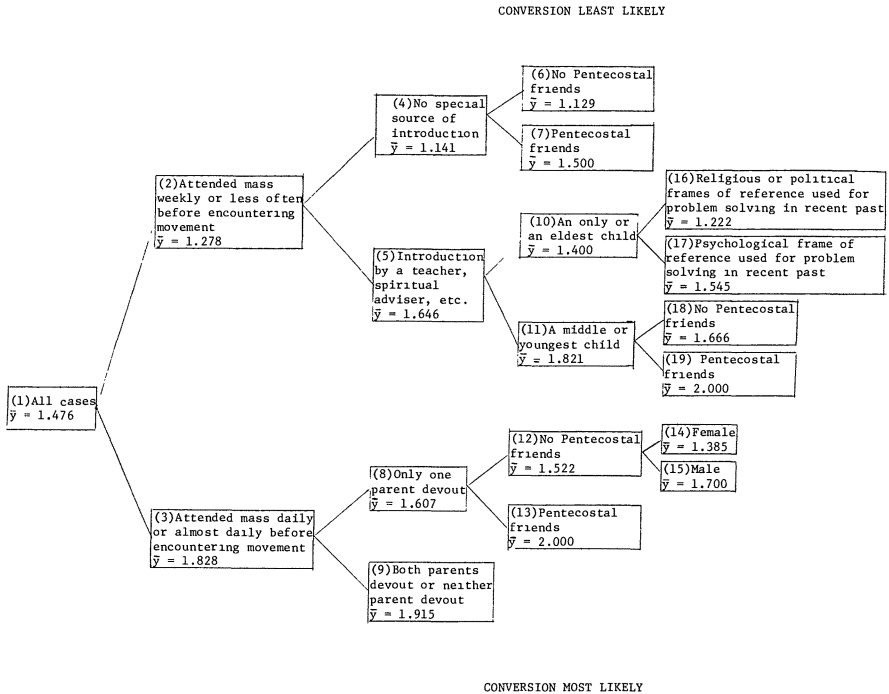 CONVERSION LEAST LIKELY
(1)All cases
ȳ = 1.476
(2)Attended mass
weekly or less often
before encountering
movement
ȳ = 1.278
(3)Attended mass daily
or almost daily before
encountering movement
ȳ = 1.828
(4)No special
source of
introduction
ȳ = 1.141
(5)Introduction
by a teacher,
spiritual
adviser, etc.
ȳ = 1.646
(6)No Pentecostal
friends
ȳ = 1.129
(7)Pentecostal
friends
ȳ = 1.500
(8)Only one
parent devout
ȳ = 1.607
(9)Both parents
devout or neither
parent devout
ȳ = 1.915
(10)An only or
an eldest child
ȳ = 1.400
(11)A middle or
youngest child
ȳ = 1.821
(12)No Pentecostal
friends
ȳ = 1.522
(13)Pentecostal
friends
ȳ = 2.000
(14)Female
ȳ = 1.385
(15)Male
ȳ = 1.700
(16)Religious or political
frames of reference used for
problem solving in recent past
ȳ = 1.222
(17)Psychological frame of
reference used for problem
solving in recent past
ȳ = 1.545
(18)No Pentecostal
friends
ȳ = 1.666
(19) Pentecostal
friends
ȳ = 2.000
CONVERSION MOST LIKELY